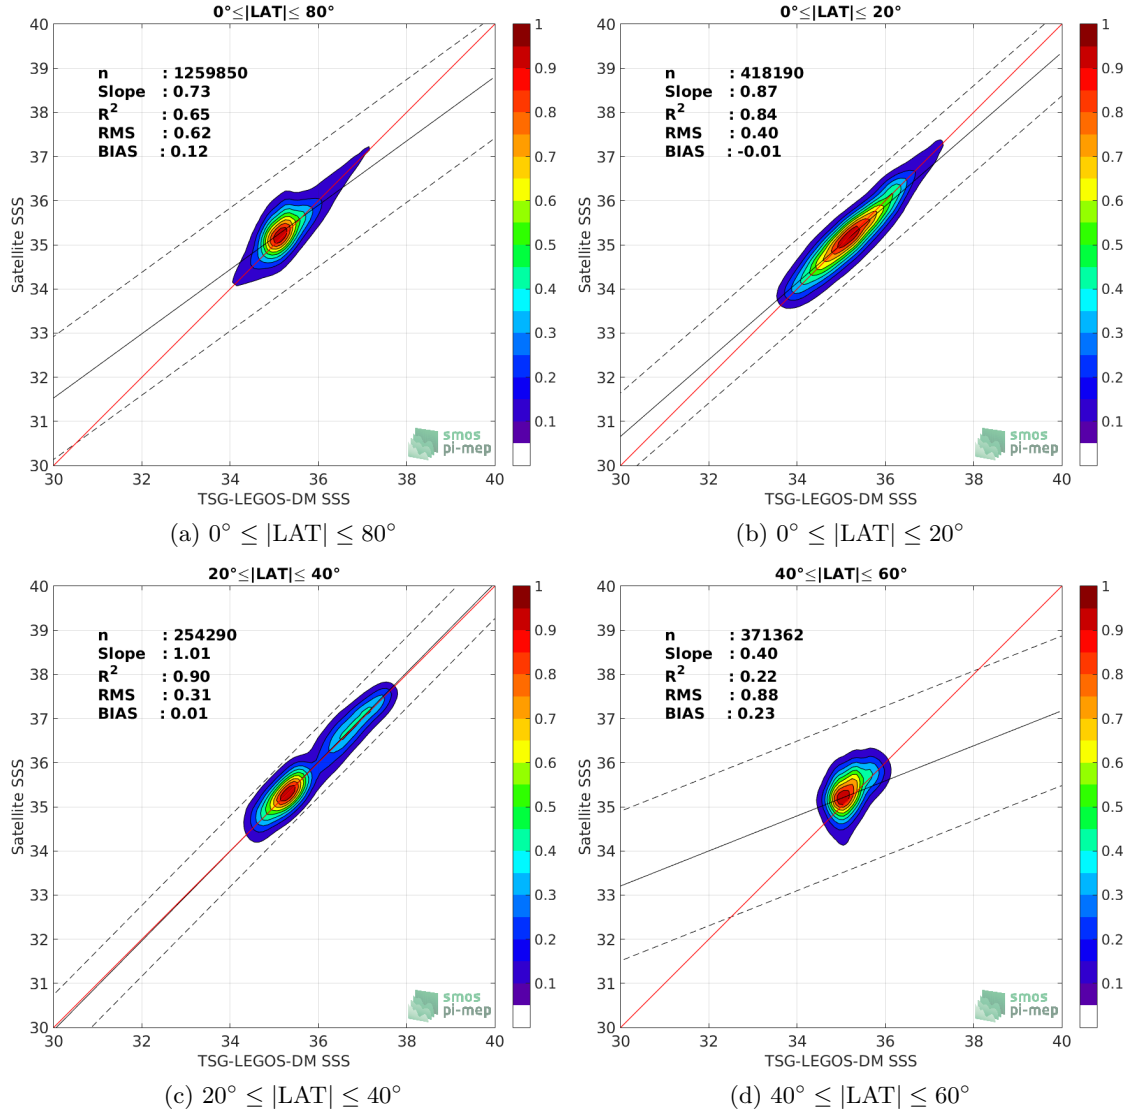 0°≤|LAT|≤ 80°
40
39
38
37
36
35
34
33
32
31
30
Satellite SSS
n : 1259850
Slope : 0.73
R2 : 0.65
RMS : 0.62
BIAS : 0.12
30 32 34 36 38 40
TSG-LEGOS-DM SSS
smos
pi-mep
1
0.9
0.8
0.7
0.6
0.5
0.4
0.3
0.2
0.1
(a) 0° ≤ |LAT| ≤ 80°
0°≤|LAT|≤ 20°
40
39
38
37
36
35
34
33
32
31
30
Satellite SSS
n : 418190
Slope : 0.87
R2 : 0.84
RMS : 0.40
BIAS : -0.01
30 32 34 36 38 40
TSG-LEGOS-DM SSS
smos
pi-mep
1
0.9
0.8
0.7
0.6
0.5
0.4
0.3
0.2
0.1
(b) 0° ≤ |LAT| ≤ 20°
20°≤|LAT|≤ 40°
40
39
38
37
36
35
34
33
32
31
30
Satellite SSS
n : 254290
Slope : 1.01
R2 : 0.90
RMS : 0.31
BIAS : 0.01
30 32 34 36 38 40
TSG-LEGOS-DM SSS
smos
pi-mep
1
0.9
0.8
0.7
0.6
0.5
0.4
0.3
0.2
0.1
(c) 20° ≤ |LAT| ≤ 40°
40°≤|LAT|≤ 60°
40
39
38
37
36
35
34
33
32
31
30
Satellite SSS
n : 371362
Slope : 0.40
R2 : 0.22
RMS : 0.88
BIAS : 0.23
30 32 34 36 38 40
TSG-LEGOS-DM SSS
smos
pi-mep
1
0.9
0.8
0.7
0.6
0.5
0.4
0.3
0.2
0.1
(d) 40° ≤ |LAT| ≤ 60°